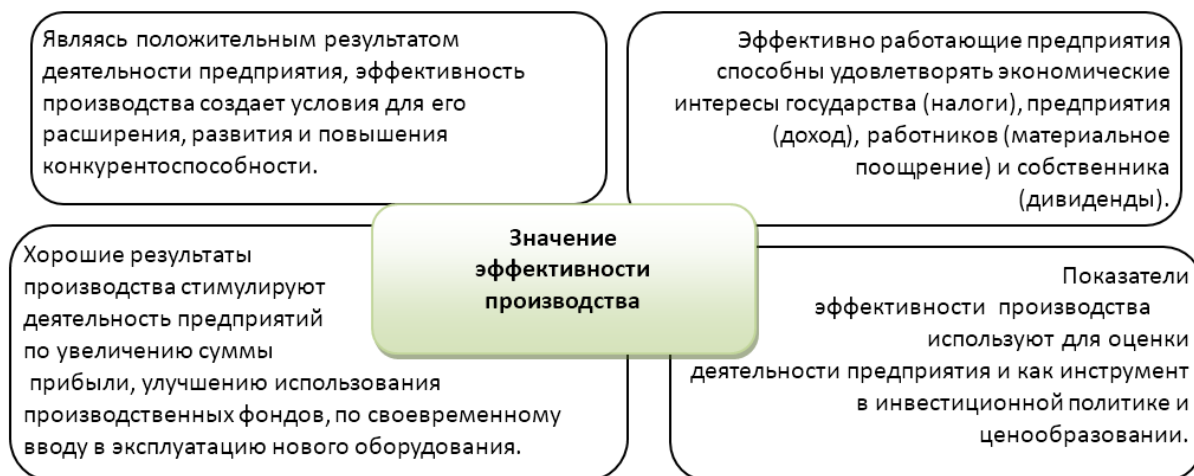 Являясь положительным результатом
деятельности предприятия, эффективность
производства создает условия для его
расширения, развития и повышения
конкурентоспособности.
Эффективно работающие предприятия
способны удовлетворять экономические
интересы государства (налоги), предприятия
(доход), работников (материальное
поощрение) и собственника
(дивиденды).
Значение
эффективности
производства
Хорошие результаты
производства стимулируют
деятельность предприятий
по увеличению суммы
прибыли, улучшению использования
производственных фондов, по своевременному
вводу в эксплуатацию нового оборудования.
Показатели
эффективности производства
используют для оценки
деятельности предприятия и как инструмент
в инвестиционной политике и
ценообразовании.